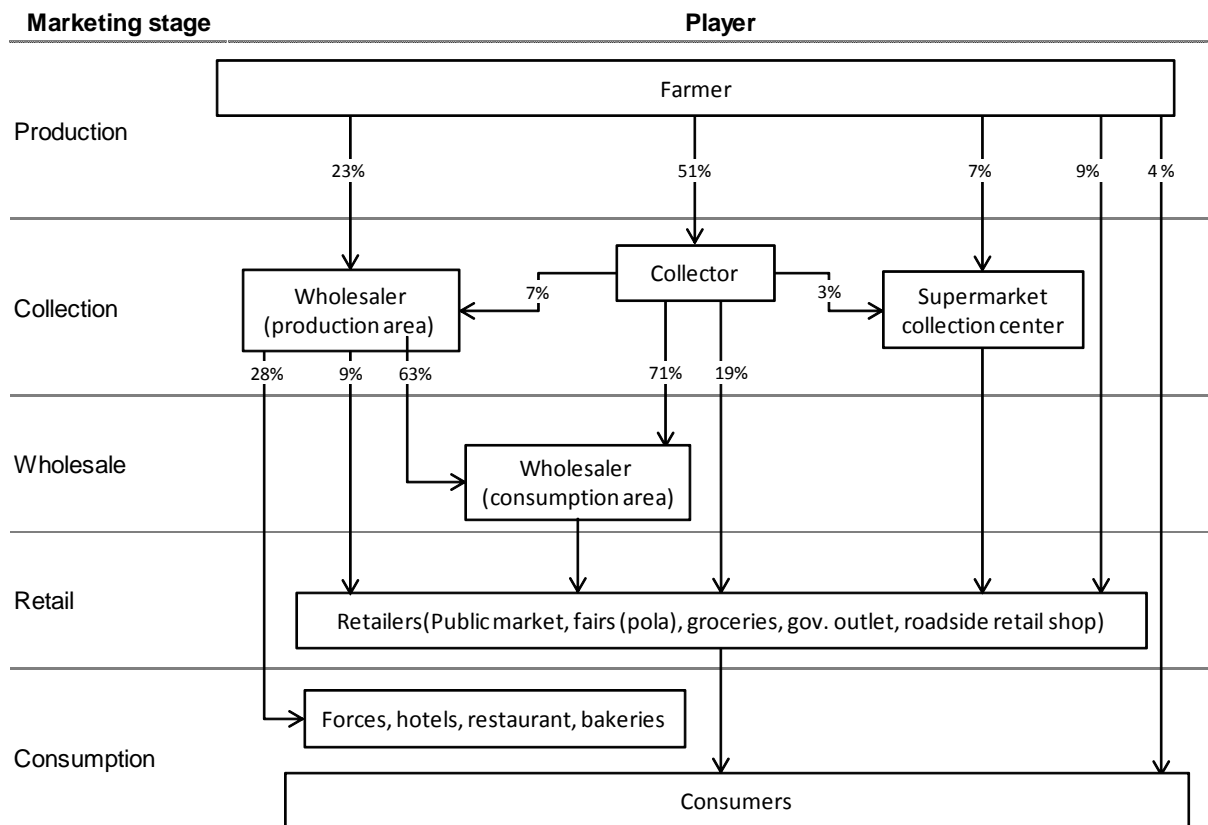 Marketing stage
Player
Farmer
Production
23%
51%
7%
9%
4 %
Collector
Wholesaler
(production area)
7%
3%
Supermarket
collection center
Collection
28%
9%
63%
71%
19%
Wholesale
Wholesaler
(consumption area)
Retail
Retailers(Public market, fairs (pola), groceries, gov. outlet, roadside retail shop)
Forces, hotels, restaurant, bakeries
Consumption
Consumers